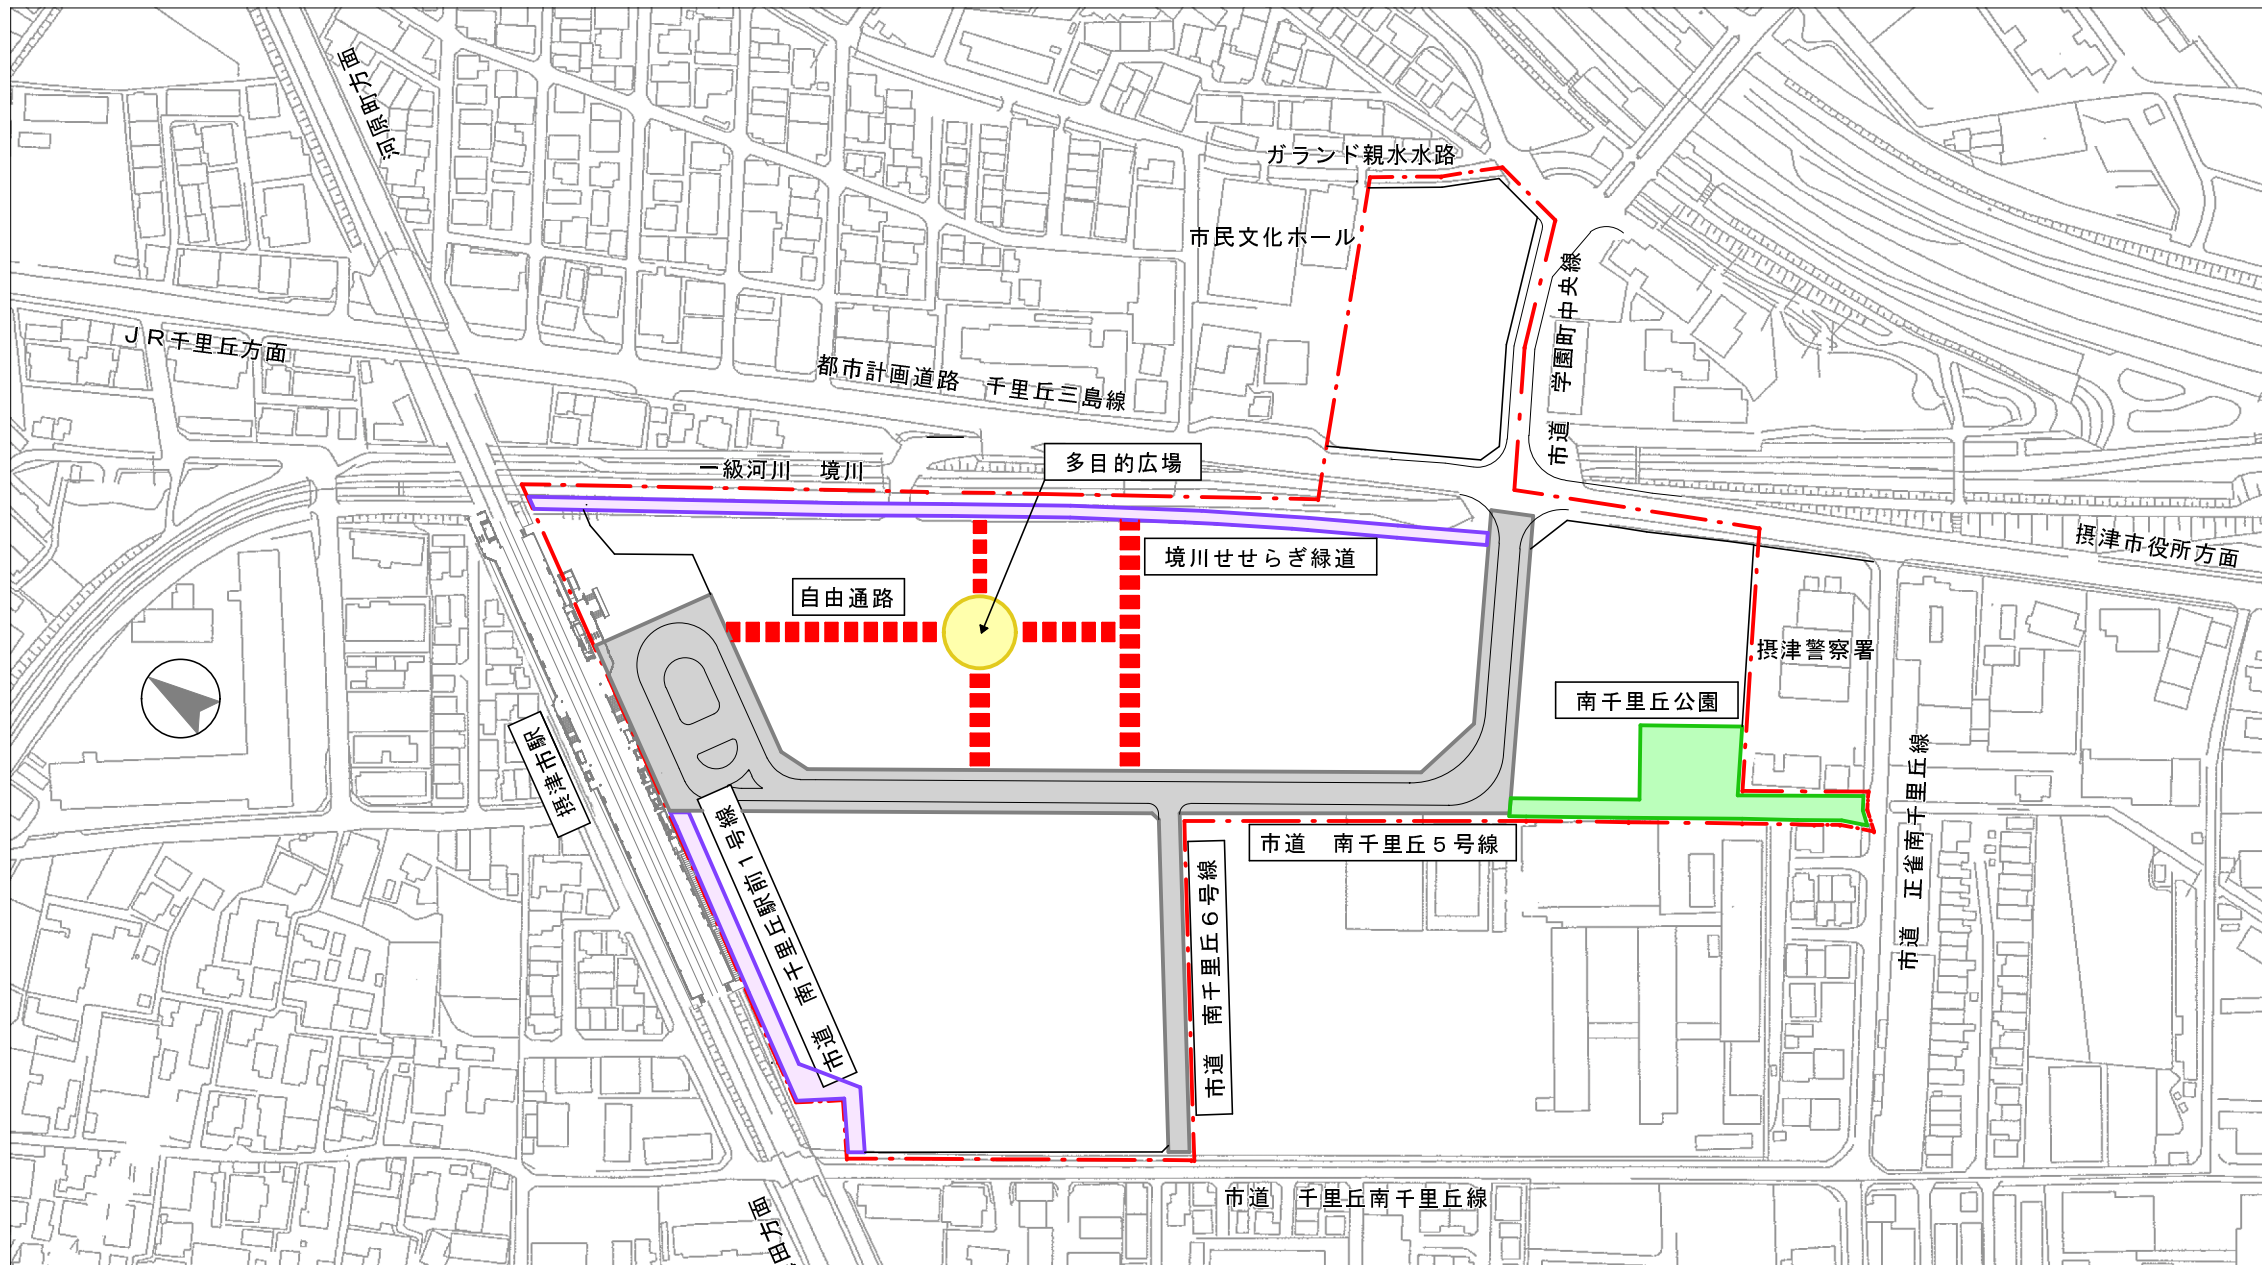 河原町方面
ガランド親水水路
市民文化ホール
市道　学園町中央線
ＪＲ千里丘方面
都市計画道路　千里丘三島線
一級河川　境川
多目的広場
境川せせらぎ緑道
摂津市役所方面
自由通路
摂津警察署
南千里丘公園
摂津市駅
市道　南千里丘駅前１号線
市道　南千里丘５号線
市道　南千里丘６号線
市道　正雀南千里丘線
市道　千里丘南千里丘線
田方面